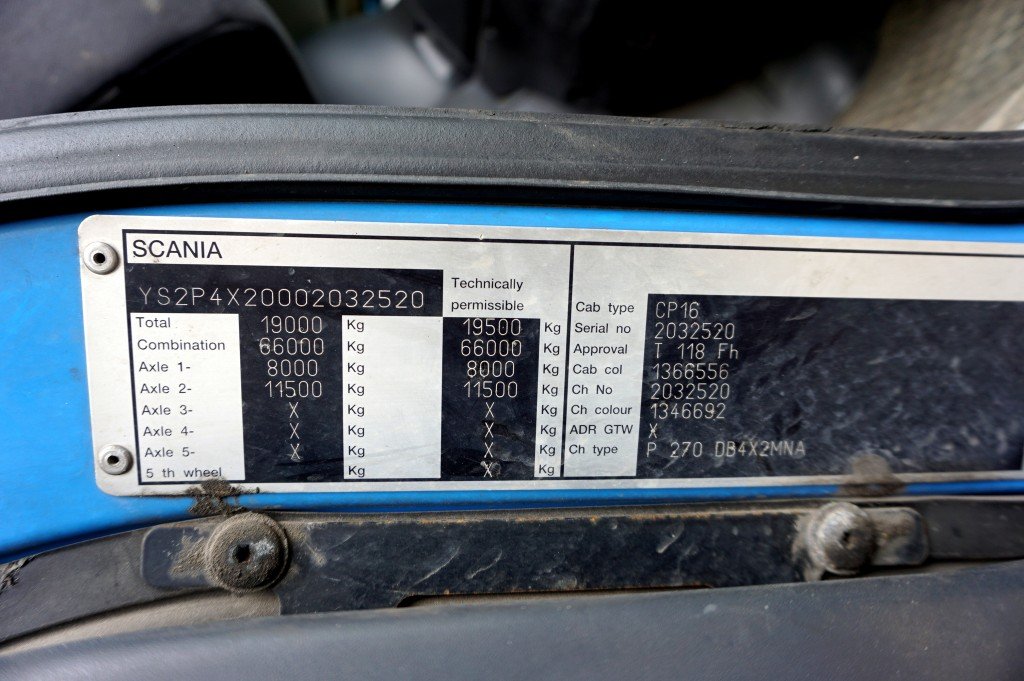 SCANIA
YS2P4X20002032520
Technically
permissible
Total 19000 Kg 19500 Kg
Combination 66000 Kg 66000 Kg
Axle 1- 8000 Kg 8000 Kg
Axle 2- 11500 Kg 11500 Kg
Axle 3- X Kg X Kg
Axle 4- X Kg X Kg
Axle 5- X Kg X Kg
5 th wheel Kg X Kg
Cab type CP16
Serial no 2032520
Approval T 118 Fh
Cab col 1366556
Ch No 2032520
Ch colour 1346692
ADR GTW X
Ch type P 270 DB4X2MNA